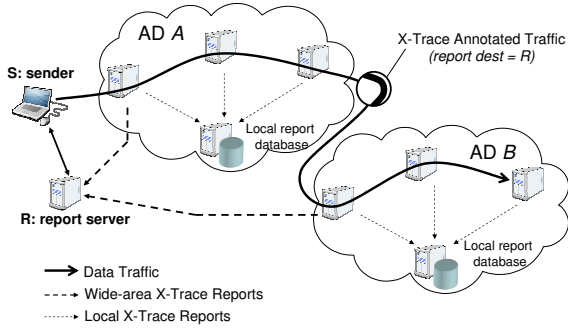 AD A
X-Trace Annotated Traffic
(report dest = R)
S: sender
Local report
database
AD B
R: report server
Local report
database
Data Traffic
Wide-area X-Trace Reports
Local X-Trace Reports